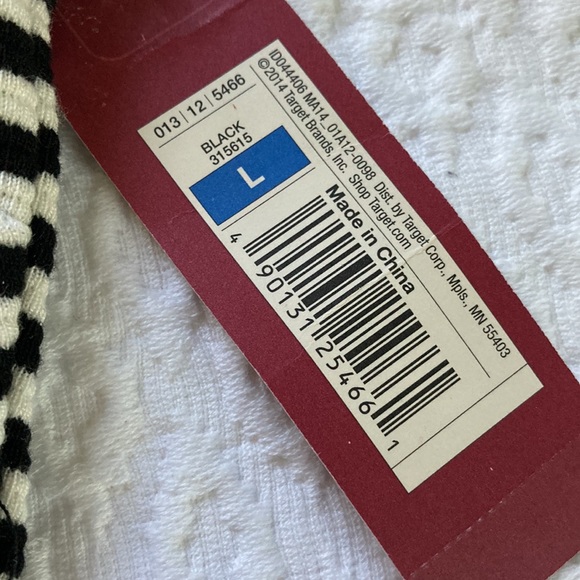 013 | 12 | 5466
BLACK
315615
L
4 90131 25466 1
Made in China
ID044406 MA14_01A12-0098 Dist. by Target Corp., Mpls., MN 55403
©2014 Target Brands, Inc. Shop Target.com